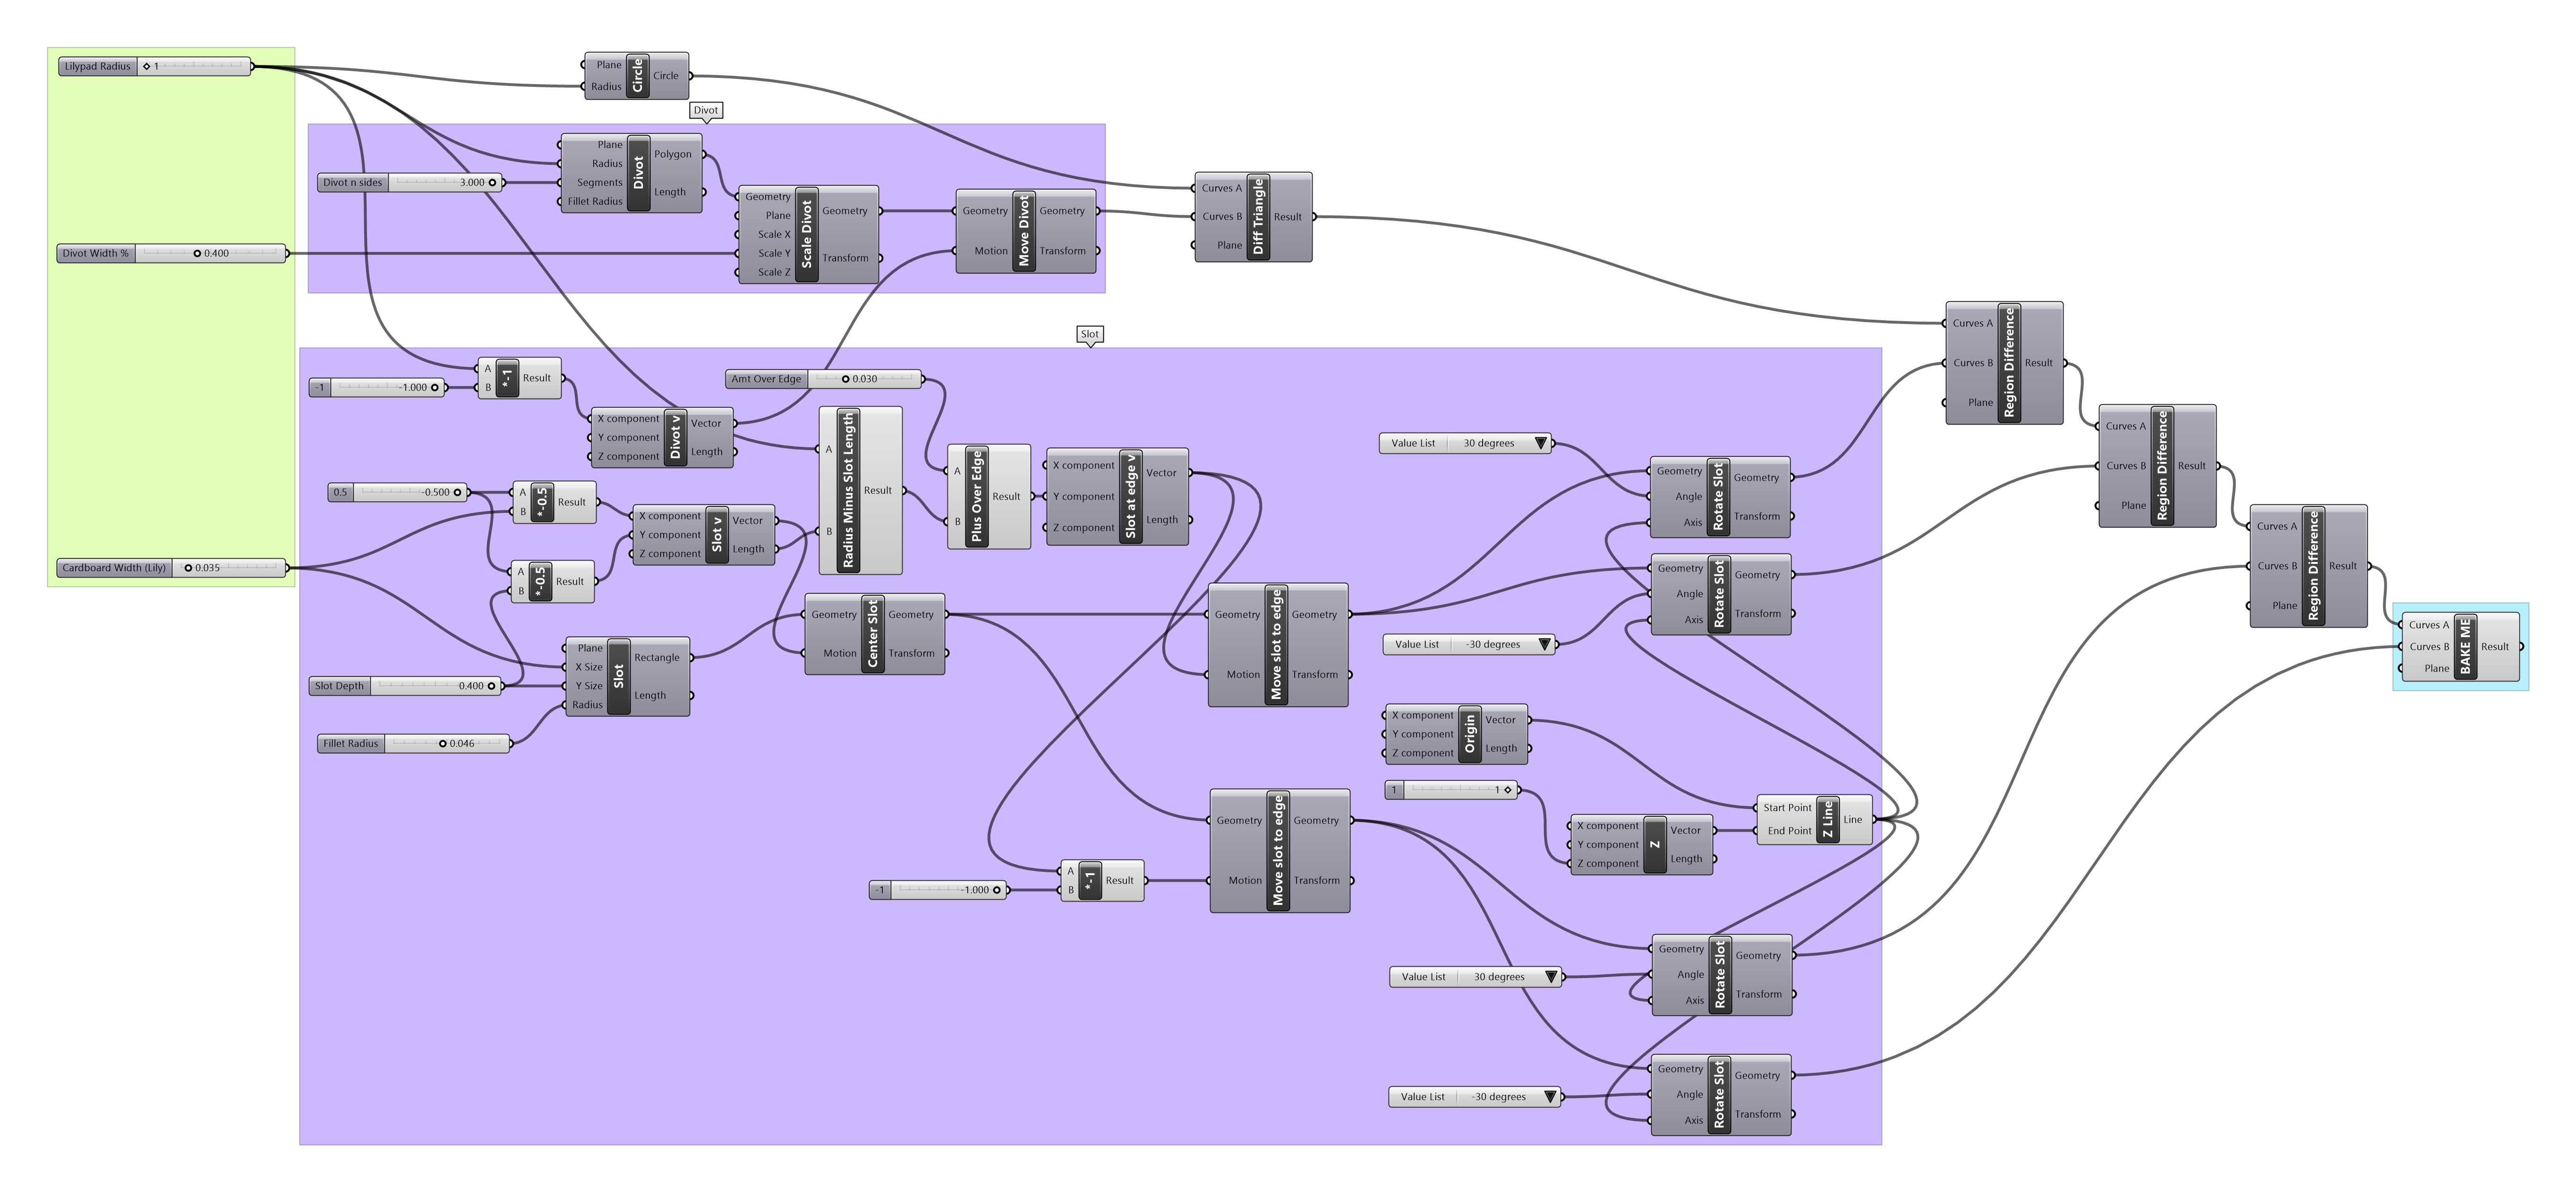 Lilypad Radius 1
Plane
Radius
Circle
Circle
Divot
Divot n sides 3.000
Plane
Radius
Segments
Fillet Radius
Divot
Polygon
Length
Divot Width % 0.400
Geometry
Plane
Scale X
Scale Y
Scale Z
Scale Divot
Geometry
Transform
Geometry
Motion
Move Divot
Geometry
Transform
Curves A
Curves B
Plane
Diff Triangle
Result
Slot
-1 -1.000
A
B
*-1
Result
X component
Y component
Z component
Divot v
Vector
Length
Amt Over Edge 0.030
A
B
Radius Minus Slot Length
Result
A
B
Plus Over Edge
Result
X component
Y component
Z component
Slot at edge v
Vector
Length
0.5 -0.500
A
B
*-0.5
Result
A
B
*-0.5
Result
X component
Y component
Z component
Slot v
Vector
Length
Cardboard Width (Lily) 0.035
Slot Depth 0.400
Fillet Radius 0.046
Plane
X Size
Y Size
Radius
Slot
Rectangle
Length
Geometry
Motion
Center Slot
Geometry
Transform
Geometry
Motion
Move slot to edge
Geometry
Transform
-1 -1.000
A
B
*-1
Result
Geometry
Motion
Move slot to edge
Geometry
Transform
Value List 30 degrees
Geometry
Angle
Axis
Rotate Slot
Geometry
Transform
Value List -30 degrees
Geometry
Angle
Axis
Rotate Slot
Geometry
Transform
X component
Y component
Z component
Origin
Vector
Length
1 1
X component
Y component
Z component
Z
Vector
Length
Start Point
End Point
Z Line
Line
Value List 30 degrees
Geometry
Angle
Axis
Rotate Slot
Geometry
Transform
Value List -30 degrees
Geometry
Angle
Axis
Rotate Slot
Geometry
Transform
Curves A
Curves B
Plane
Region Difference
Result
Curves A
Curves B
Plane
Region Difference
Result
Curves A
Curves B
Plane
Region Difference
Result
Curves A
Curves B
Plane
BAKE ME
Result